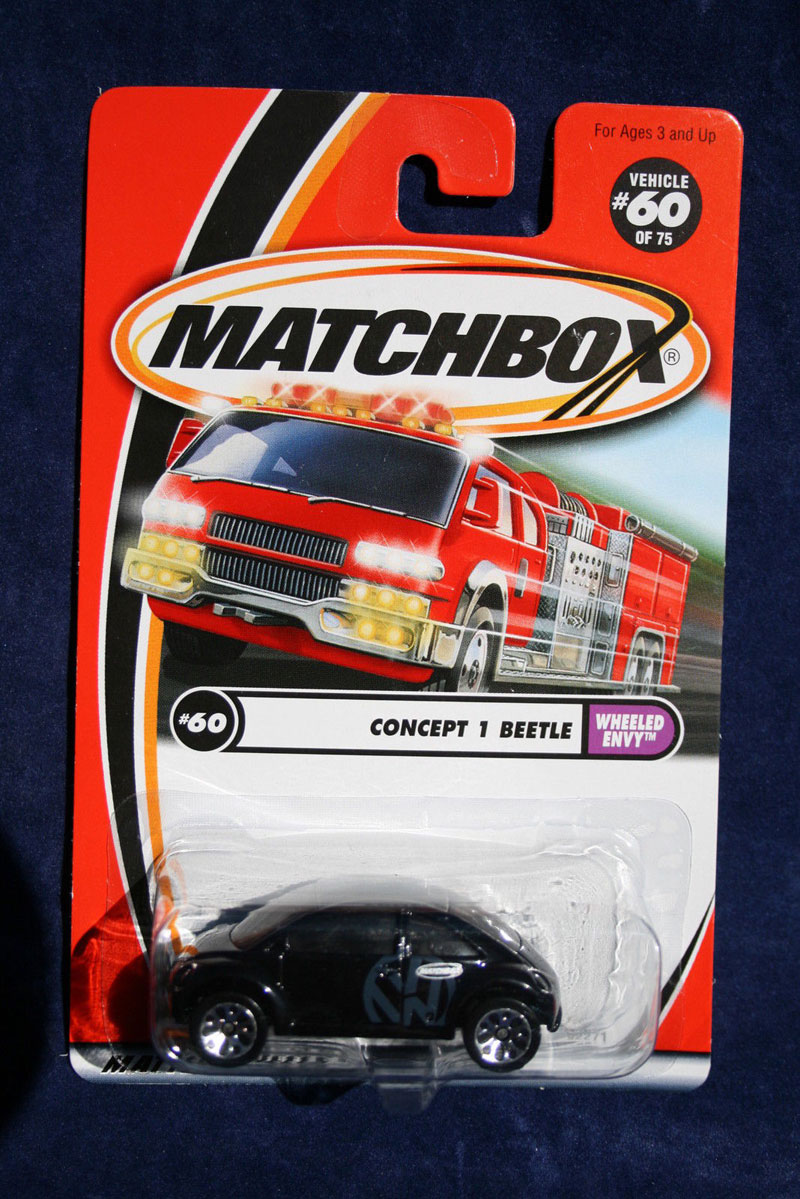 For Ages 3 and Up
VEHICLE
#60
OF 75
MATCHBOX®
#60
CONCEPT 1 BEETLE
WHEELED
ENVY™